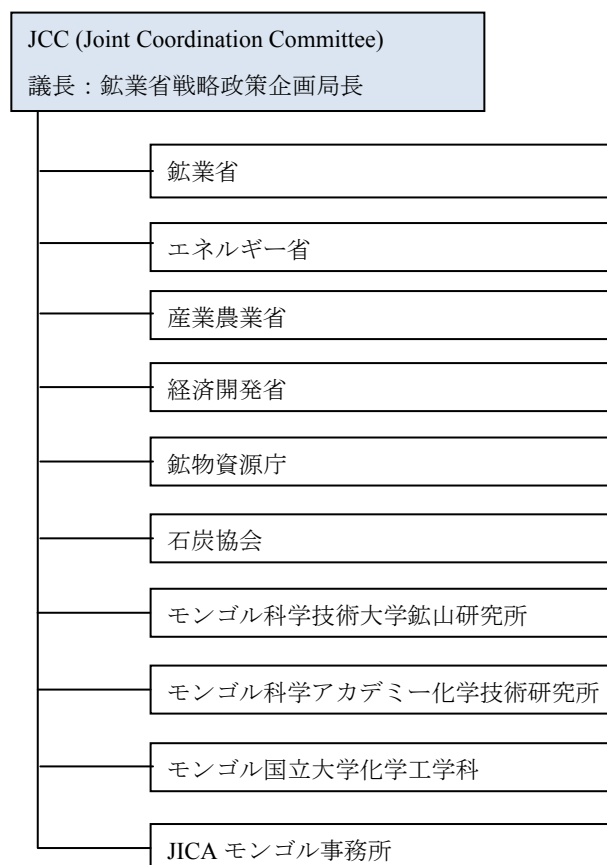 JCC (Joint Coordination Committee)
議長：鉱業省戦略政策企画局長
鉱業省
エネルギー省
産業農業省
経済開発省
鉱物資源庁
石炭協会
モンゴル科学技術大学鉱山研究所
モンゴル科学アカデミー化学技術研究所
モンゴル国立大学化学工学科
JICA モンゴル事務所